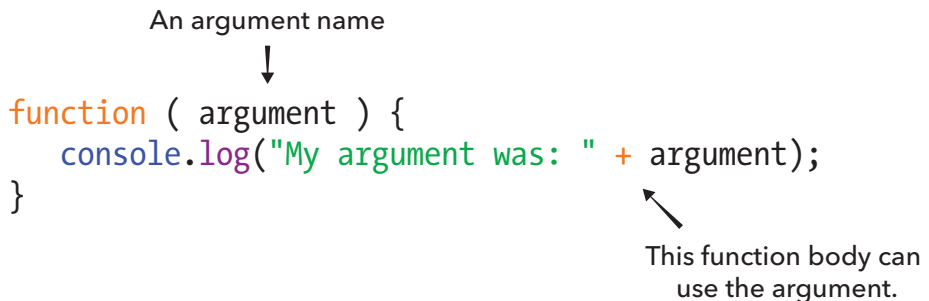 An argument name
function ( argument ) {
console.log("My argument was: " + argument);
}
This function body can
use the argument.